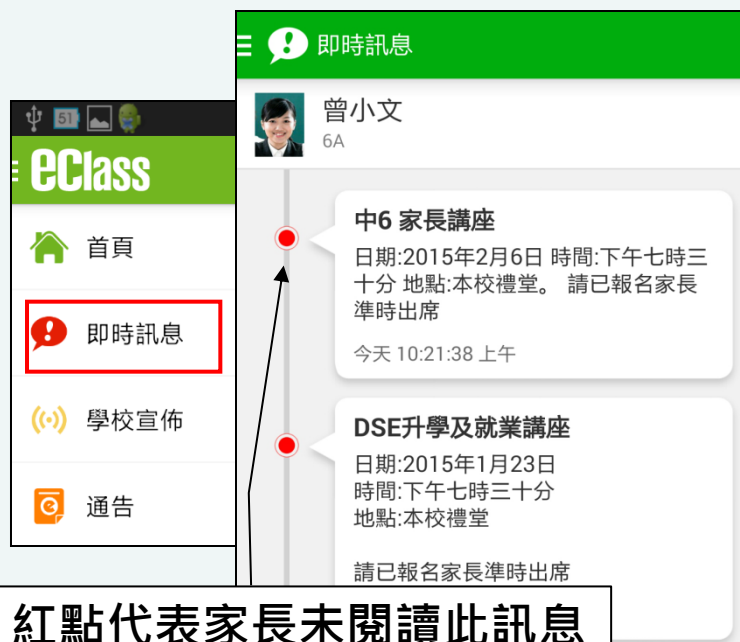 51
eClass
首頁
即時訊息
學校宣佈
通告
即時訊息
曾小文
6A
中6 家長講座
日期:2015年2月6日 時間:下午七時三
十分 地點:本校禮堂。 請已報名家長
準時出席
今天 10:21:38 上午
DSE升學及就業講座
日期:2015年1月23日
時間:下午七時三十分
地點:本校禮堂
請已報名家長準時出席
紅點代表家長未閱讀此訊息